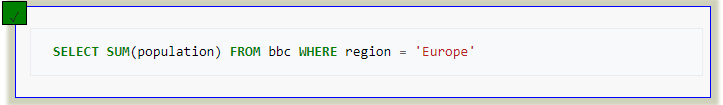 SELECT SUM(population) FROM bbc WHERE region = 'Europe'